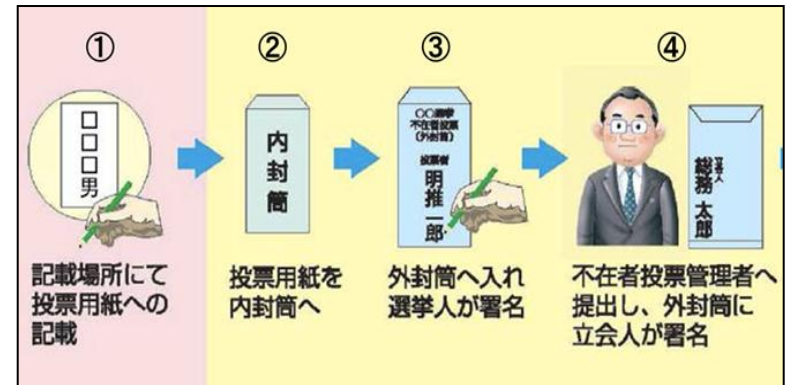 ①
②
③
④
□□□男
内封筒
〇〇選挙
不在者投票
(外封筒)
投票者
明推一郎
立会人
総務 太郎
記載場所にて
投票用紙への
記載
投票用紙を
内封筒へ
外封筒へ入れ
選挙人が署名
不在者投票管理者へ
提出し、外封筒に
立会人が署名